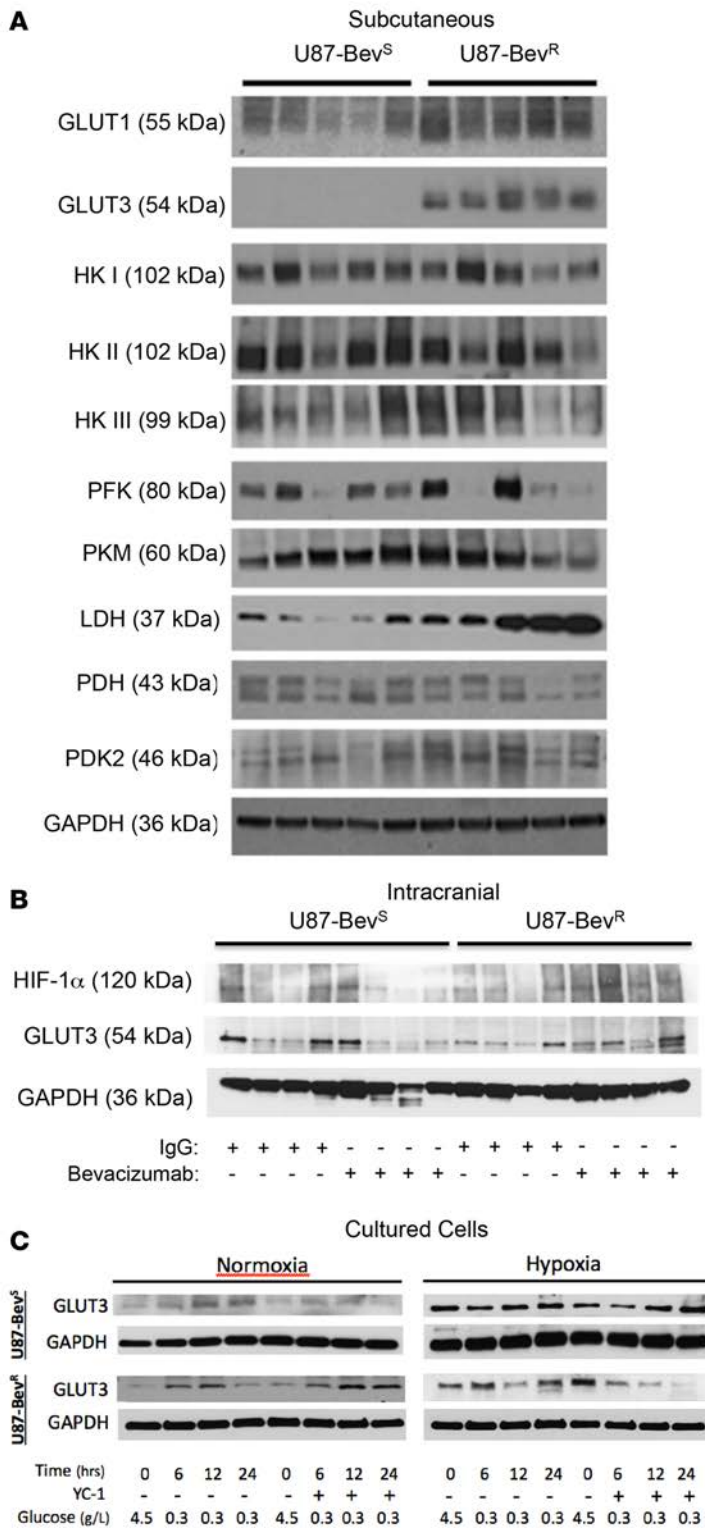 A
Subcutaneous
U87-Bevˢ U87-Bevᴿ
GLUT1 (55 kDa)
GLUT3 (54 kDa)
HK I (102 kDa)
HK II (102 kDa)
HK III (99 kDa)
PFK (80 kDa)
PKM (60 kDa)
LDH (37 kDa)
PDH (43 kDa)
PDK2 (46 kDa)
GAPDH (36 kDa)
B
Intracranial
U87-Bevˢ U87-Bevᴿ
HIF-1α (120 kDa)
GLUT3 (54 kDa)
GAPDH (36 kDa)
IgG: + + + + - - - - + + + + - - - -
Bevacizumab: - - - - + + + + - - - - + + + +
C
Cultured Cells
Normoxia Hypoxia
U87-Bevˢ
GLUT3
GAPDH
U87-Bevᴿ
GLUT3
GAPDH
Time (hrs) 0 6 12 24 0 6 12 24 0 6 12 24 0 6 12 24
YC-1 - - - - - + + + - - - - - + + +
Glucose (g/L) 4.5 0.3 0.3 0.3 4.5 0.3 0.3 0.3 4.5 0.3 0.3 0.3 4.5 0.3 0.3 0.3